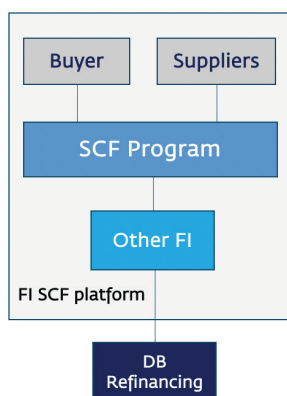 Buyer
Suppliers
SCF Program
Other FI
FI SCF platform
DB
Refinancing